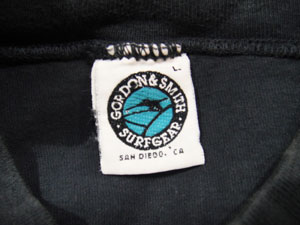 L
GORDON & SMITH
· SURFGEAR ·
SAN DIEGO, CA